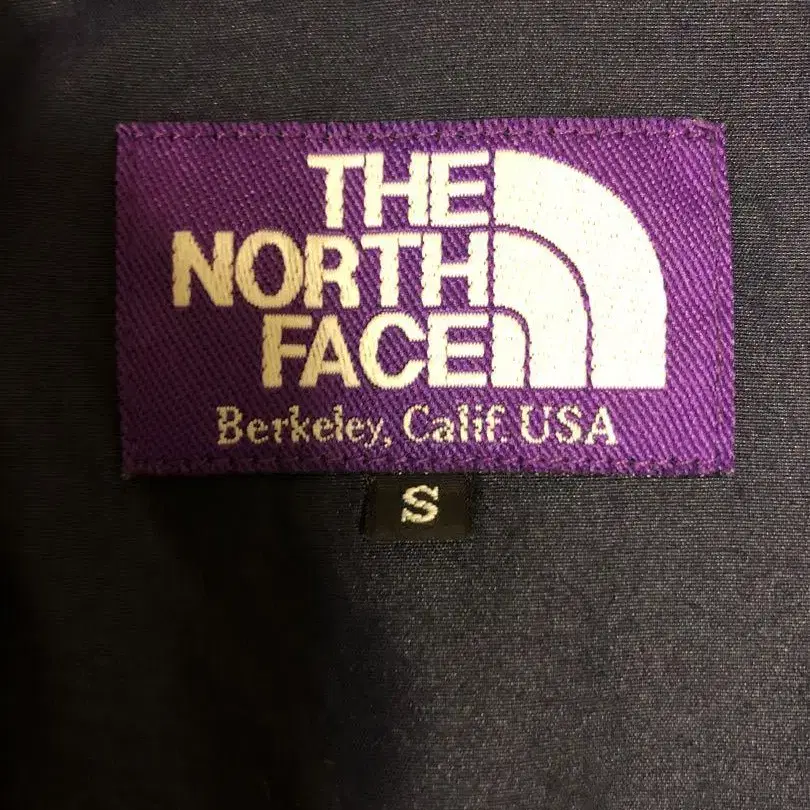 THE
NORTH
FACE
Berkeley, Calif. USA
S